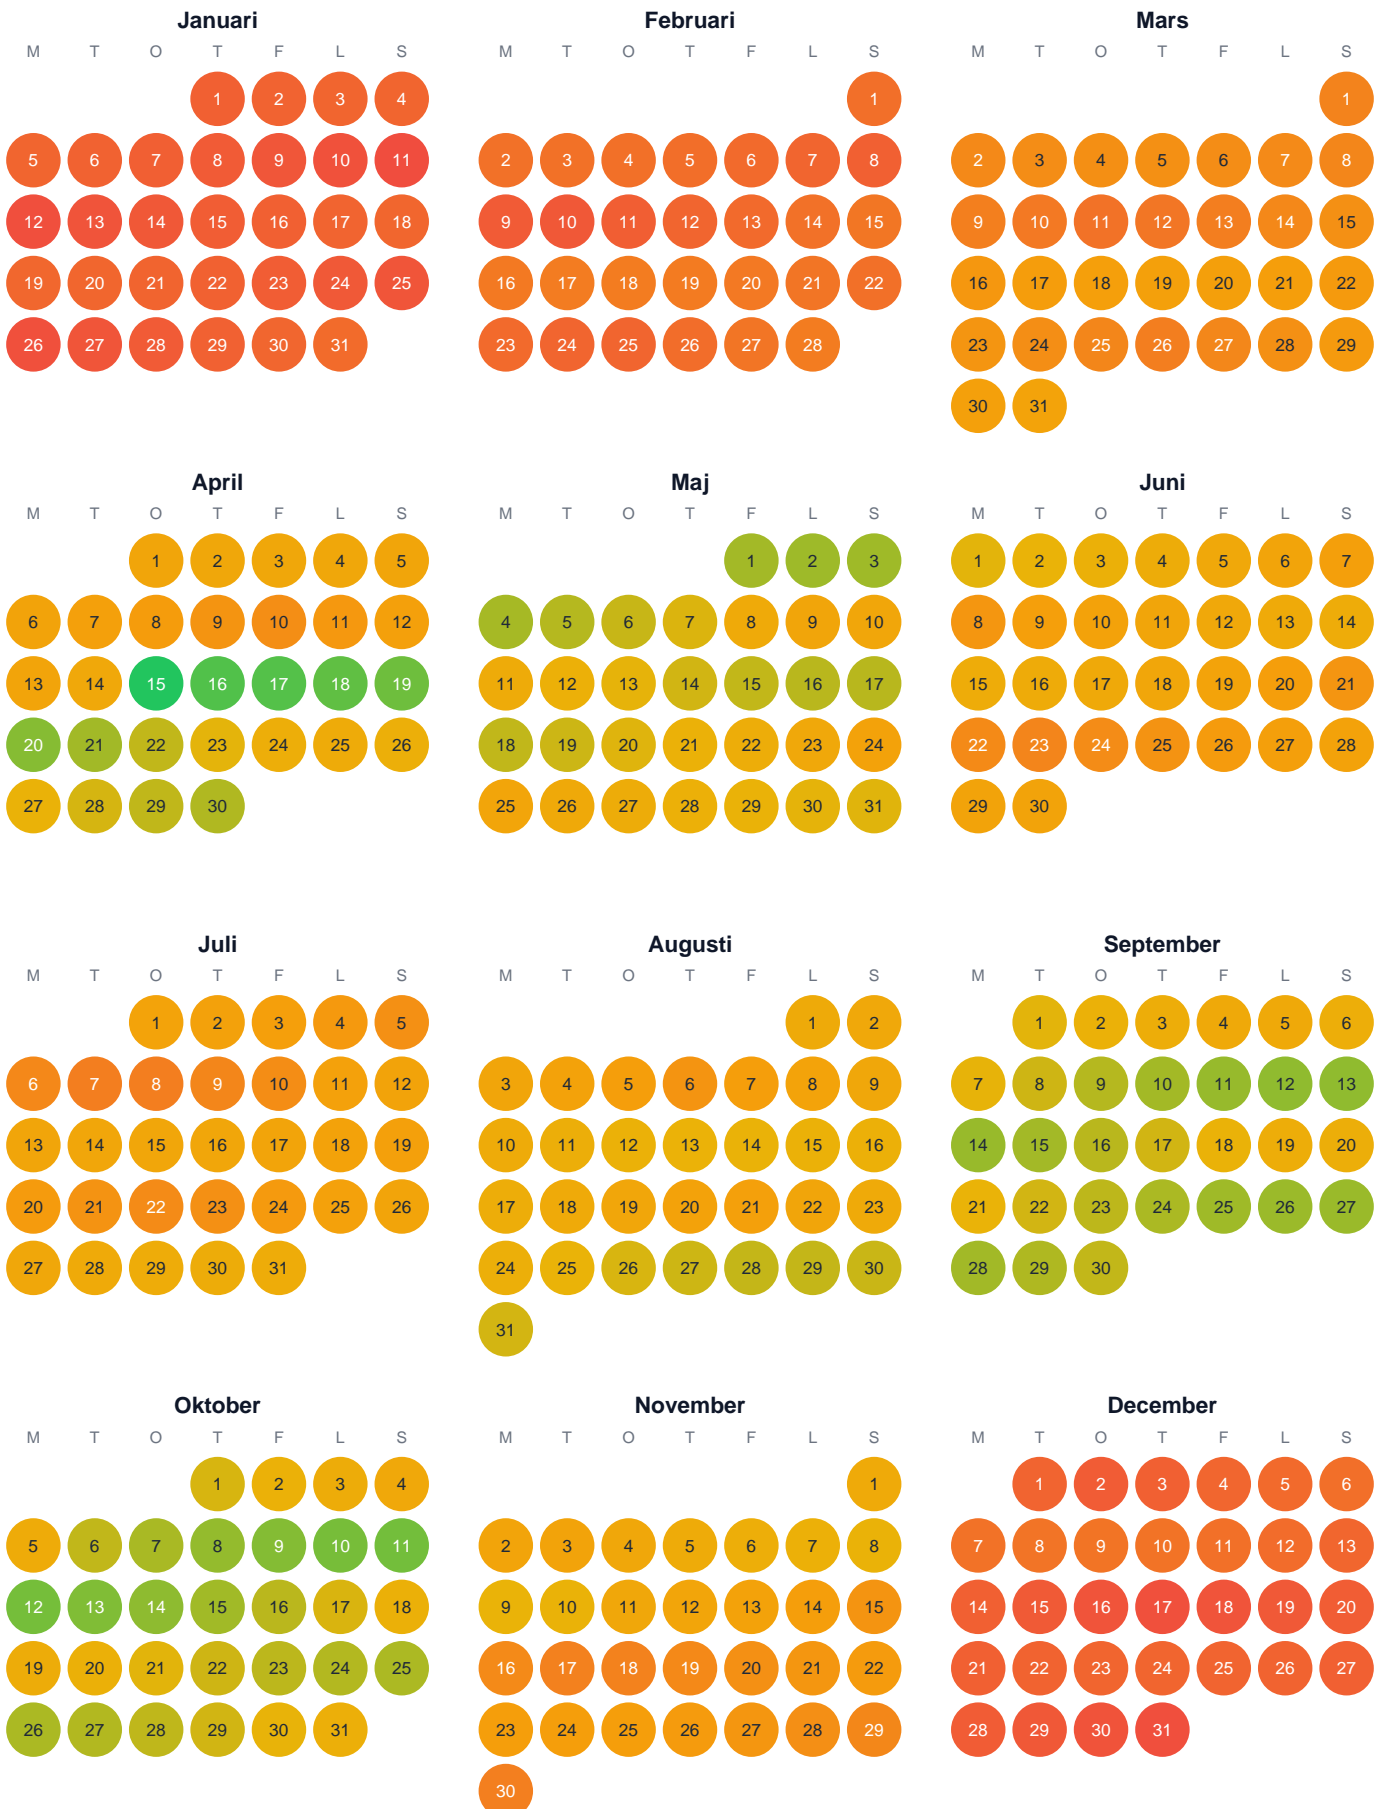 Januari
M T O T F L S
1 2 3 4
5 6 7 8 9 10 11
12 13 14 15 16 17 18
19 20 21 22 23 24 25
26 27 28 29 30 31
Februari
M T O T F L S
1
2 3 4 5 6 7 8
9 10 11 12 13 14 15
16 17 18 19 20 21 22
23 24 25 26 27 28
Mars
M T O T F L S
1
2 3 4 5 6 7 8
9 10 11 12 13 14 15
16 17 18 19 20 21 22
23 24 25 26 27 28 29
30 31
April
M T O T F L S
1 2 3 4 5
6 7 8 9 10 11 12
13 14 15 16 17 18 19
20 21 22 23 24 25 26
27 28 29 30
Maj
M T O T F L S
1 2 3
4 5 6 7 8 9 10
11 12 13 14 15 16 17
18 19 20 21 22 23 24
25 26 27 28 29 30 31
Juni
M T O T F L S
1 2 3 4 5 6 7
8 9 10 11 12 13 14
15 16 17 18 19 20 21
22 23 24 25 26 27 28
29 30
Juli
M T O T F L S
1 2 3 4 5
6 7 8 9 10 11 12
13 14 15 16 17 18 19
20 21 22 23 24 25 26
27 28 29 30 31
Augusti
M T O T F L S
1 2
3 4 5 6 7 8 9
10 11 12 13 14 15 16
17 18 19 20 21 22 23
24 25 26 27 28 29 30
31
September
M T O T F L S
1 2 3 4 5 6
7 8 9 10 11 12 13
14 15 16 17 18 19 20
21 22 23 24 25 26 27
28 29 30
Oktober
M T O T F L S
1 2 3 4
5 6 7 8 9 10 11
12 13 14 15 16 17 18
19 20 21 22 23 24 25
26 27 28 29 30 31
November
M T O T F L S
1
2 3 4 5 6 7 8
9 10 11 12 13 14 15
16 17 18 19 20 21 22
23 24 25 26 27 28 29
30
December
M T O T F L S
1 2 3 4 5 6
7 8 9 10 11 12 13
14 15 16 17 18 19 20
21 22 23 24 25 26 27
28 29 30 31